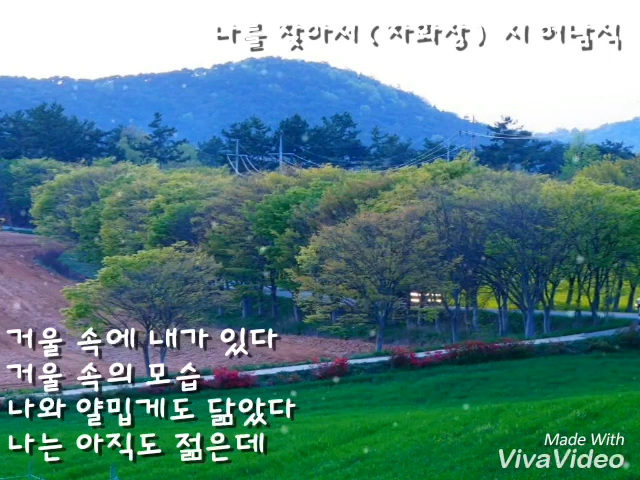 나를 찾아서 ( 자화상 ) 시 허남식
거울 속에 내가 있다
거울 속의 모습
나와 얄밉게도 닮았다
나는 아직도 젊은데
Made With
VivaVideo